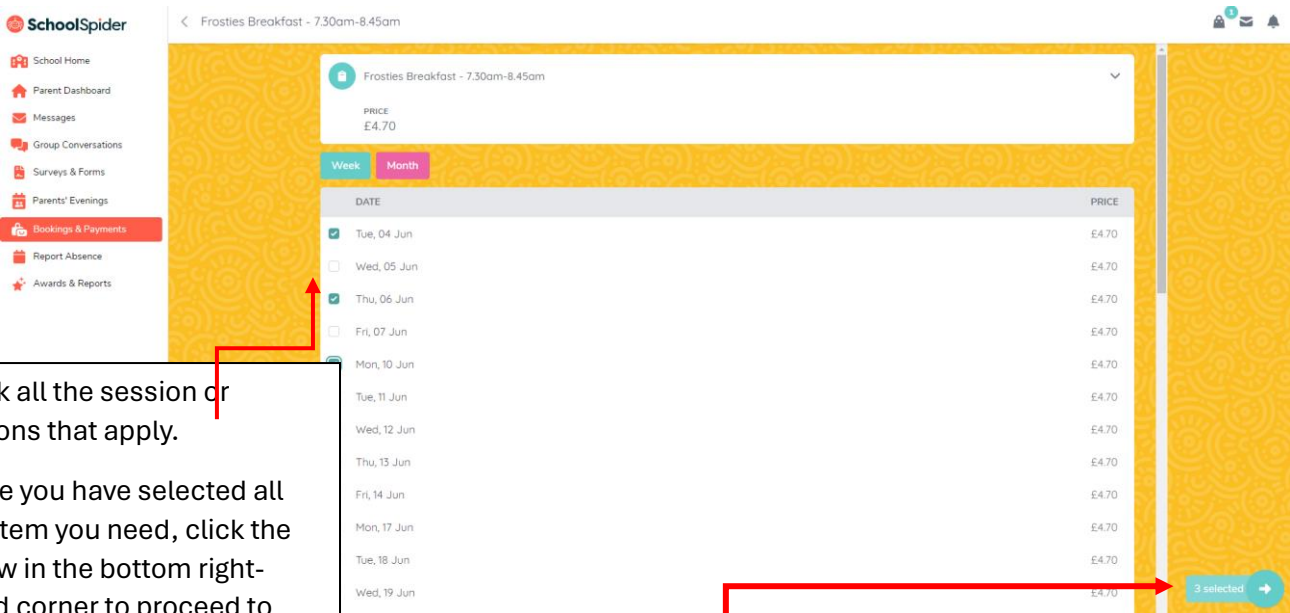 SchoolSpider
Frosties Breakfast - 7.30am-8.45am
1
School Home
Parent Dashboard
Messages
Group Conversations
Surveys & Forms
Parents' Evenings
Bookings & Payments
Report Absence
Awards & Reports
Frosties Breakfast - 7.30am-8.45am
PRICE
£4.70
Week Month
DATE PRICE
Tue, 04 Jun £4.70
Wed, 05 Jun £4.70
Thu, 06 Jun £4.70
Fri, 07 Jun £4.70
Mon, 10 Jun £4.70
Tue, 11 Jun £4.70
Wed, 12 Jun £4.70
Thu, 13 Jun £4.70
Fri, 14 Jun £4.70
Mon, 17 Jun £4.70
Tue, 18 Jun £4.70
Wed, 19 Jun £4.70
3 selected
k all the session or
ons that apply.
e you have selected all
tem you need, click the
w in the bottom right-
d corner to proceed to